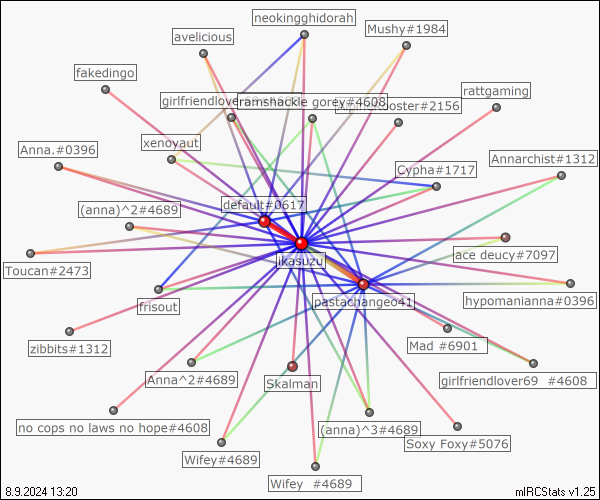 neokingghidorah
Mushy#1984
avelicious
fakedingo
rattgaming
girlfriendlover
ramshackle gorey#4608
ooster#2156
xenoyaut
Anna.#0396
Annarchist#1312
Cypha#1717
default#0617
(anna)^2#4689
ace deucy#7097
ikasuzu
Toucan#2473
pastachangeo41
hypomanianna#0396
frisout
zibbits#1312
Mad #6901
Anna^2#4689
Skalman
girlfriendlover69 #4608
no cops no laws no hope#4608
(anna)^3#4689
Soxy Foxy#5076
Wifey#4689
Wifey #4689
8.9.2024 13:20
mIRCStats v1.25